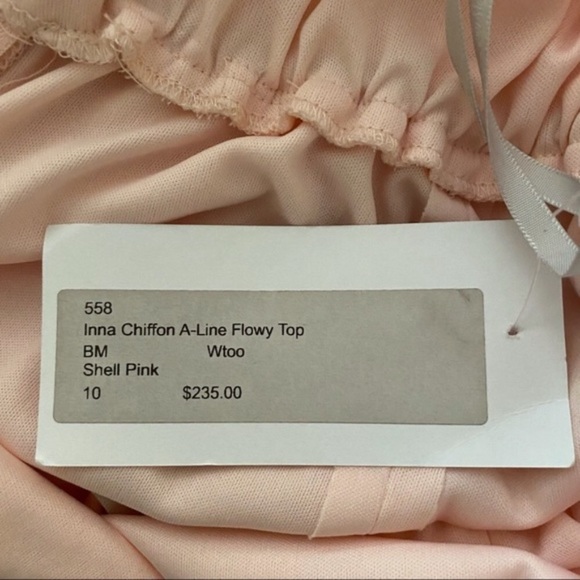 558
Inna Chiffon A-Line Flowy Top
BM Wtoo
Shell Pink
10 $235.00